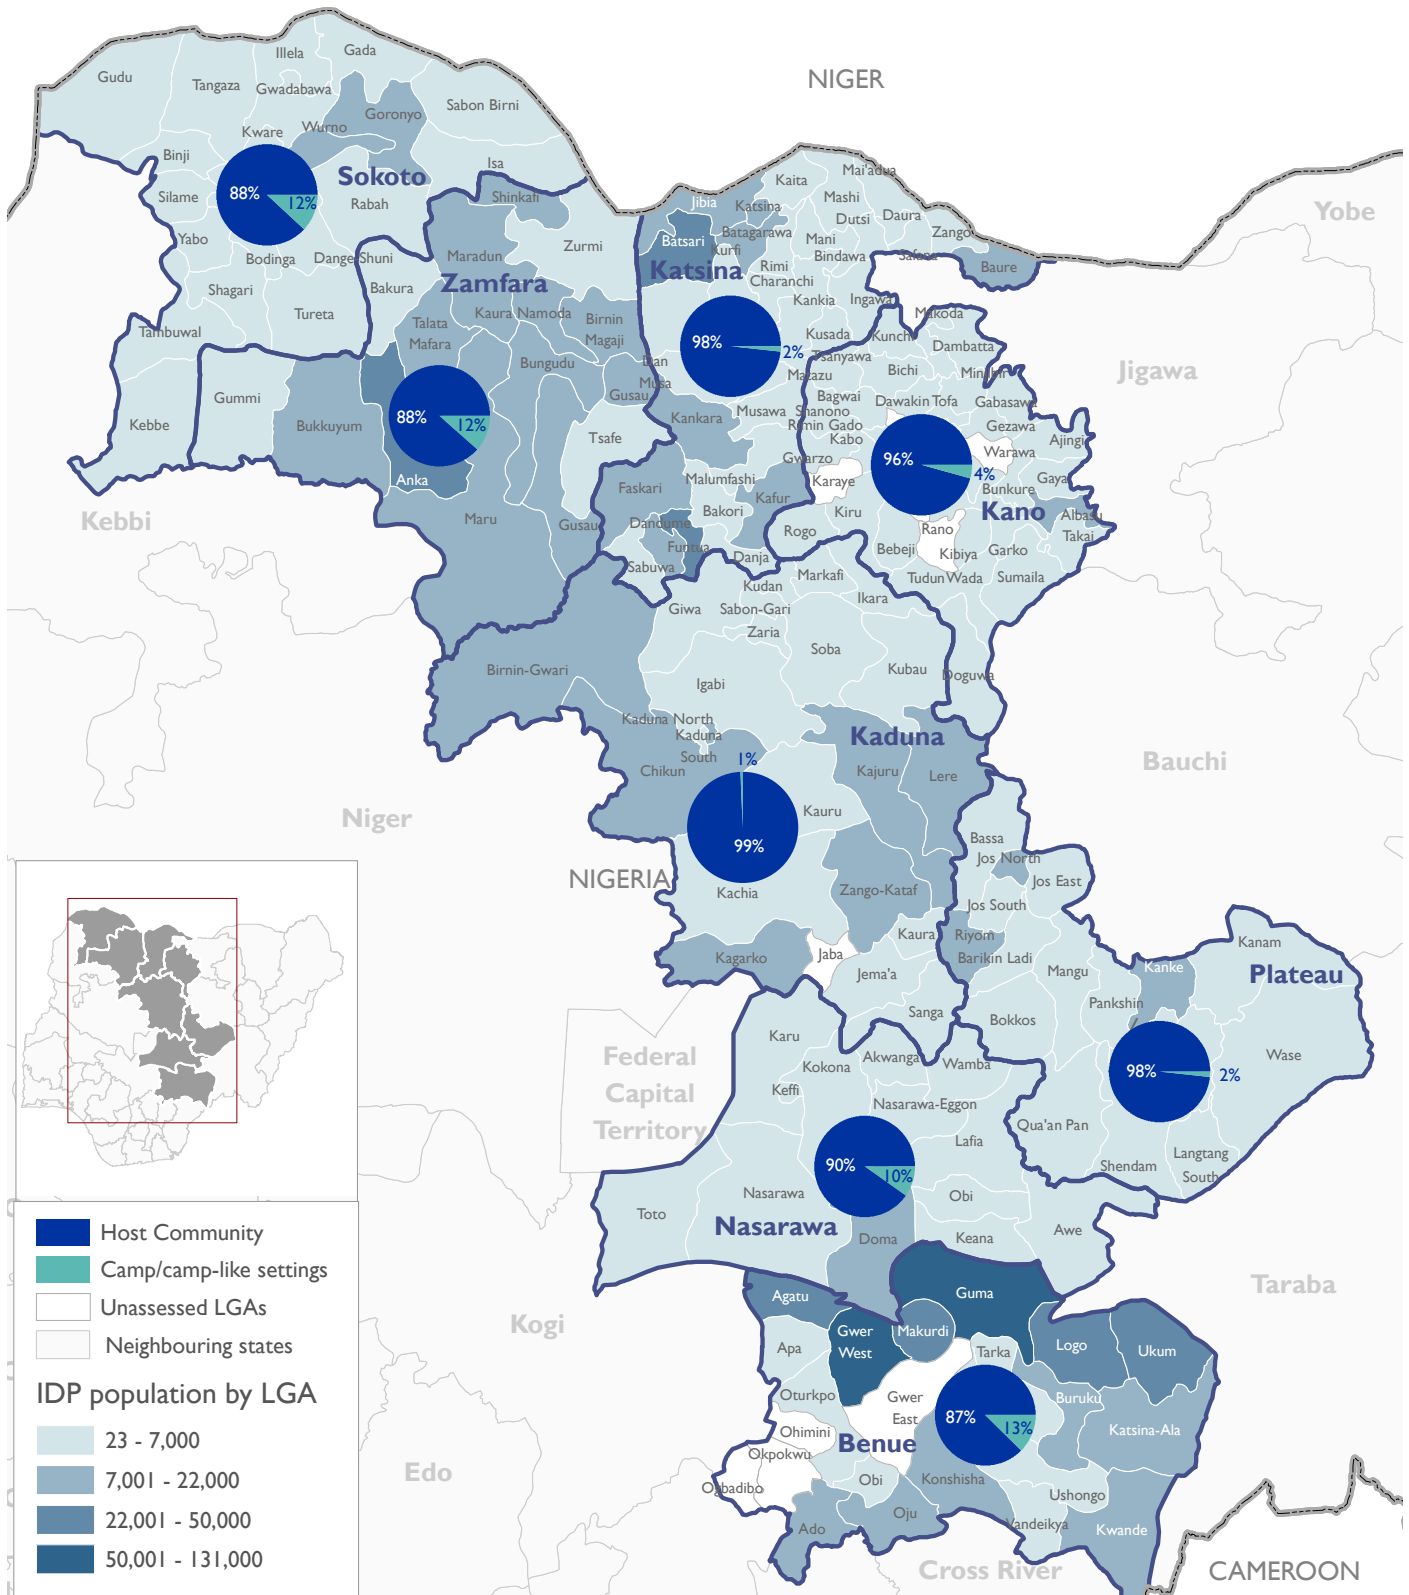 NIGER
Illela
Gada
Gudu
Tangaza
Gwadabawa
Sabon Birni
Goronyo
Wurno
Kware
Binji
Isa
Sokoto
88%
12%
Silame
Rabah
Yabo
Bodinga
Dange Shuni
Shagari
Bakura
Tureta
Tambuwal
Kebbe
Gummi
Shinkafi
Zurmi
Maradun
Zamfara
Talata
Mafara
Kaura Namoda
Birnin
Magaji
Bungudu
Gusau
88%
12%
Bukkuyum
Tsafe
Anka
Maru
Gusau
Kebbi
Mai'adua
Kaita
Jibia
Katsina
Mashi
Dutsi
Daura
Zango
Batsari
Batagarawa
Kurfi
Mani
Bindawa
Safana
Baure
Katsina
Rimi
Charanchi
Kankia
Ingawa
98%
2%
Kusada
Dan
Musa
Matazu
Musawa
Kankara
Malumfashi
Faskari
Kafur
Bakori
Dandume
Funtua
Sabuwa
Danja
Yobe
Jigawa
Makoda
Kunchi
Dambatta
Tsanyawa
Bichi
Minjibir
Bagwai
Dawakin Tofa
Gabasawa
Shanono
Rimin Gado
Gezawa
Kabo
Ajingi
Warawa
Gwarzo
96%
4%
Karaye
Gaya
Bunkure
Kano
Kiru
Albasu
Rogo
Rano
Takai
Bebeji
Kibiya
Garko
Tudun Wada
Sumaila
Doguwa
Markafi
Kudan
Ikara
Giwa
Sabon-Gari
Zaria
Soba
Kubau
Birnin-Gwari
Igabi
Kaduna North
Kaduna
South
Kaduna
Chikun
Kajuru
Lere
1%
99%
Kauru
Kachia
Zango-Kataf
Kaura
Kagarko
Jaba
Jema'a
Sanga
Bauchi
Niger
NIGERIA
Bassa
Jos North
Jos East
Jos South
Riyom
Barikin Ladi
Mangu
Kanam
Kanke
Plateau
Pankshin
Bokkos
Wase
98%
2%
Qua'an Pan
Shendam
Langtang
South
Federal
Capital
Territory
Karu
Akwanga
Wamba
Kokona
Keffi
Nasarawa-Eggon
Lafia
90%
10%
Nasarawa
Obi
Toto
Nasarawa
Awe
Doma
Keana
Taraba
Kogi
Agatu
Guma
Gwer
West
Makurdi
Logo
Ukum
Apa
Tarka
Oturkpo
Gwer
East
Buruku
87%
13%
Katsina-Ala
Ohimini
Benue
Okpokwu
Ogbadibo
Obi
Konshisha
Ushongo
Oju
Vandeikya
Ado
Kwande
Edo
Cross River
CAMEROON
Host Community
Camp/camp-like settings
Unassessed LGAs
Neighbouring states
IDP population by LGA
23 - 7,000
7,001 - 22,000
22,001 - 50,000
50,001 - 131,000